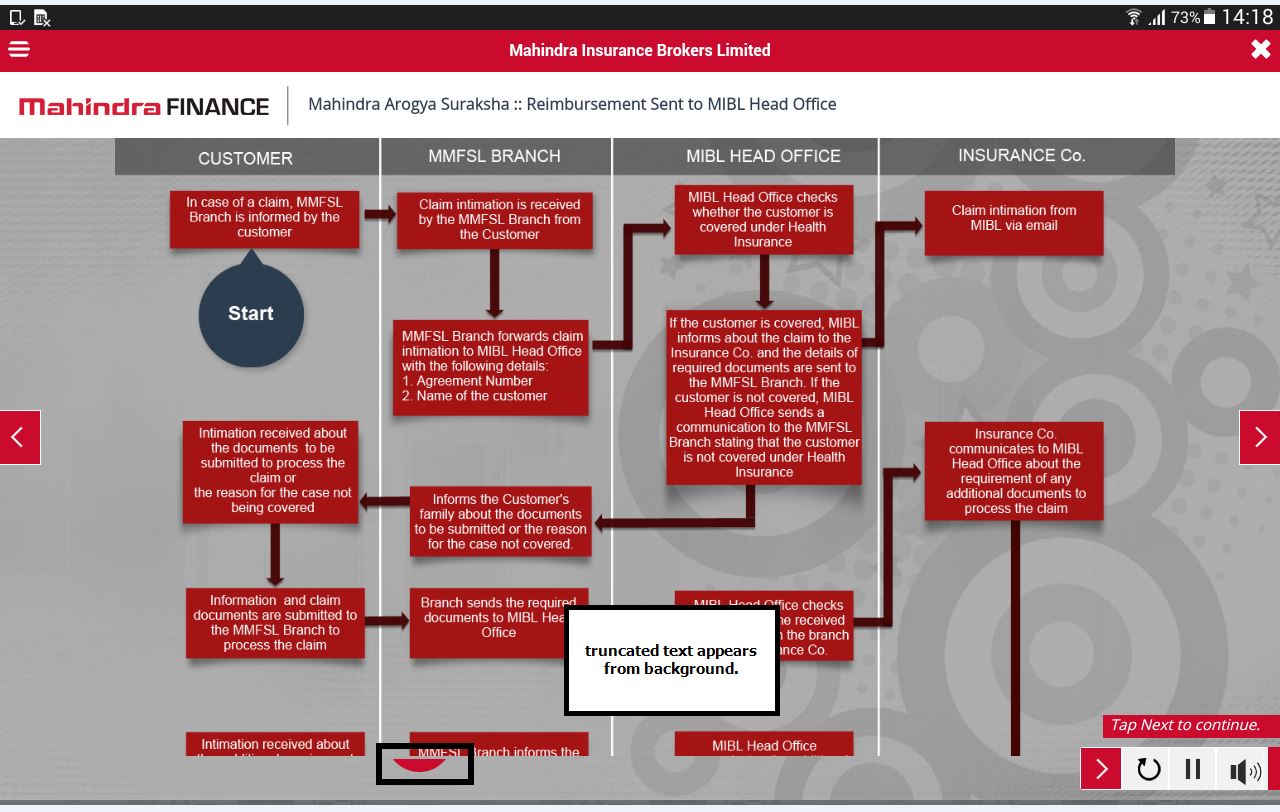 73% 14:18
Mahindra Insurance Brokers Limited
Mahindra FINANCE
Mahindra Arogya Suraksha :: Reimbursement Sent to MIBL Head Office
CUSTOMER
MMFSL BRANCH
MIBL HEAD OFFICE
INSURANCE Co.
In case of a claim, MMFSL
Branch is informed by the
customer
Claim intimation is received
by the MMFSL Branch from
the Customer
MIBL Head Office checks
whether the customer is
covered under Health
Insurance
Claim intimation from
MIBL via email
Start
MMFSL Branch forwards claim
intimation to MIBL Head Office
with the following details:
1. Agreement Number
2. Name of the customer
If the customer is covered, MIBL
informs about the claim to the
Insurance Co. and the details of
required documents are sent to
the MMFSL Branch. If the
customer is not covered, MIBL
Head Office sends a
communication to the MMFSL
Branch stating that the customer
is not covered under Health
Insurance
Intimation received about
the documents to be
submitted to process the
claim or
the reason for the case not
being covered
Informs the Customer's
family about the documents
to be submitted or the reason
for the case not covered.
Insurance Co.
communicates to MIBL
Head Office about the
requirement of any
additional documents to
process the claim
Information and claim
documents are submitted to
the MMFSL Branch to
process the claim
Branch sends the required
documents to MIBL
Office
MIBL Head Office checks
received
the branch
Co.
truncated text appears
from background.
Tap Next to continue.
Intimation received about
MMFSL Branch informs the
MIBL Head Office